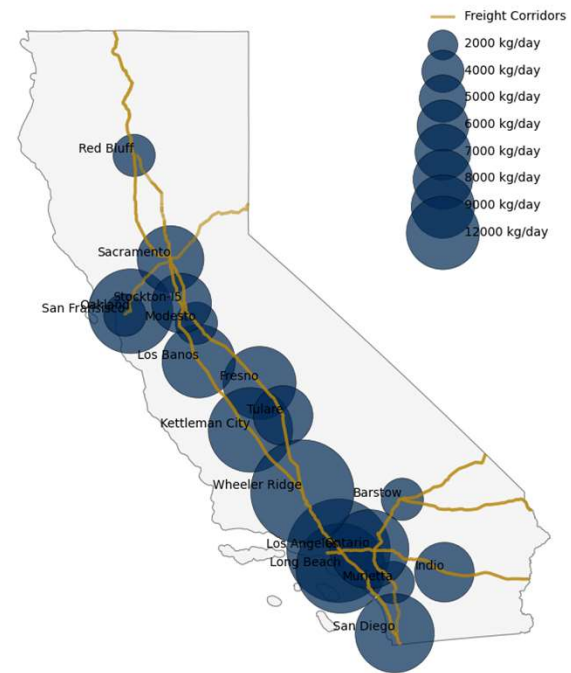 Freight Corridors
2000 kg/day
4000 kg/day
5000 kg/day
6000 kg/day
7000 kg/day
8000 kg/day
9000 kg/day
12000 kg/day
Red Bluff
Sacramento
Stockton-I5
Oakland
San Fransisco
Modesto
Los Banos
Fresno
Tulare
Kettleman City
Wheeler Ridge
Barstow
Los Angeles
Ontario
Long Beach
Murietta
Indio
San Diego